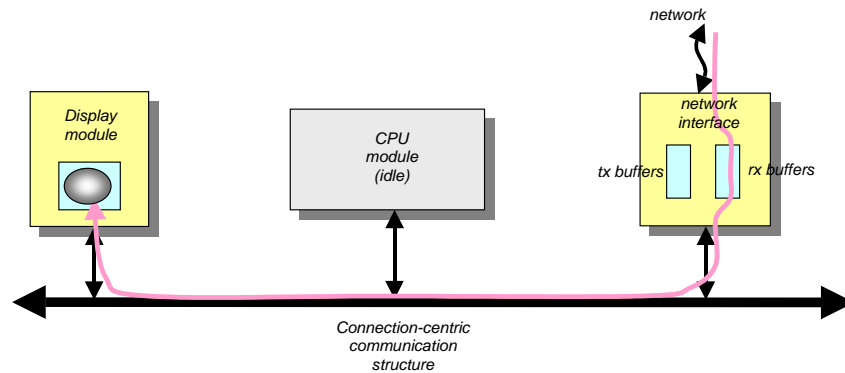 network
Display
module
CPU
module
(idle)
network
interface
tx buffers
rx buffers
Connection-centric
communication
structure